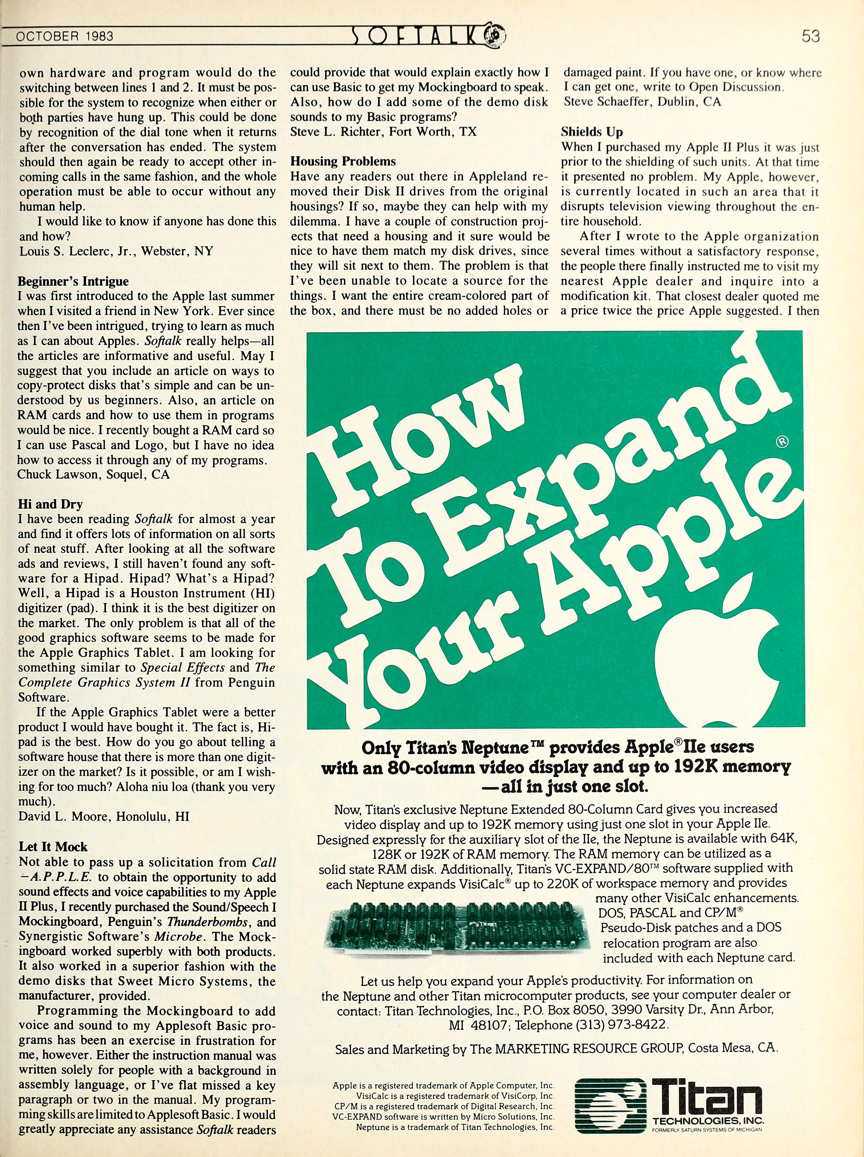 OCTOBER 1983
SOFTALK
53
own hardware and program would do the
switching between lines 1 and 2. It must be pos-
sible for the system to recognize when either or
both parties have hung up. This could be done
by recognition of the dial tone when it returns
after the conversation has ended. The system
should then again be ready to accept other in-
coming calls in the same fashion, and the whole
operation must be able to occur without any
human help.
I would like to know if anyone has done this
and how?
Louis S. Leclerc, Jr., Webster, NY
Beginner's Intrigue
I was first introduced to the Apple last summer
when I visited a friend in New York. Ever since
then I've been intrigued, trying to learn as much
as I can about Apples. Softalk really helps—all
the articles are informative and useful. May I
suggest that you include an article on ways to
copy-protect disks that's simple and can be un-
derstood by us beginners. Also, an article on
RAM cards and how to use them in programs
would be nice. I recently bought a RAM card so
I can use Pascal and Logo, but I have no idea
how to access it through any of my programs.
Chuck Lawson, Soquel, CA
Hi and Dry
I have been reading Softalk for almost a year
and find it offers lots of information on all sorts
of neat stuff. After looking at all the software
ads and reviews, I still haven't found any soft-
ware for a Hipad. Hipad? What's a Hipad?
Well, a Hipad is a Houston Instrument (HI)
digitizer (pad). I think it is the best digitizer on
the market. The only problem is that all of the
good graphics software seems to be made for
the Apple Graphics Tablet. I am looking for
something similar to Special Effects and The
Complete Graphics System II from Penguin
Software.
If the Apple Graphics Tablet were a better
product I would have bought it. The fact is, Hi-
pad is the best. How do you go about telling a
software house that there is more than one digit-
izer on the market? Is it possible, or am I wish-
ing for too much? Aloha niu loa (thank you very
much).
David L. Moore, Honolulu, HI
Let It Mock
Not able to pass up a solicitation from Call
—A.P.P.L.E. to obtain the opportunity to add
sound effects and voice capabilities to my Apple
II Plus, I recently purchased the Sound/Speech I
Mockingboard, Penguin's Thunderbombs, and
Synergistic Software's Microbe. The Mock-
ingboard worked superbly with both products.
It also worked in a superior fashion with the
demo disks that Sweet Micro Systems, the
manufacturer, provided.
Programming the Mockingboard to add
voice and sound to my Applesoft Basic pro-
grams has been an exercise in frustration for
me, however. Either the instruction manual was
written solely for people with a background in
assembly language, or I've flat missed a key
paragraph or two in the manual. My program-
ming skills are limited to Applesoft Basic. I would
greatly appreciate any assistance Softalk readers
could provide that would explain exactly how I
can use Basic to get my Mockingboard to speak.
Also, how do I add some of the demo disk
sounds to my Basic programs?
Steve L. Richter, Fort Worth, TX
Housing Problems
Have any readers out there in Appleland re-
moved their Disk II drives from the original
housings? If so, maybe they can help with my
dilemma. I have a couple of construction proj-
ects that need a housing and it sure would be
nice to have them match my disk drives, since
they will sit next to them. The problem is that
I've been unable to locate a source for the
things. I want the entire cream-colored part of
the box, and there must be no added holes or
damaged paint. If you have one, or know where
I can get one, write to Open Discussion.
Steve Schaeffer, Dublin, CA
Shields Up
When I purchased my Apple II Plus it was just
prior to the shielding of such units. At that time
it presented no problem. My Apple, however,
is currently located in such an area that it
disrupts television viewing throughout the en-
tire household.
After I wrote to the Apple organization
several times without a satisfactory response,
the people there finally instructed me to visit my
nearest Apple dealer and inquire into a
modification kit. That closest dealer quoted me
a price twice the price Apple suggested. I then
How
To Expand
Your Apple®
Only Titan's Neptune™ provides Apple®IIe users
with an 80-column video display and up to 192K memory
—all in just one slot.
Now, Titan's exclusive Neptune Extended 80-Column Card gives you increased
video display and up to 192K memory using just one slot in your Apple IIe.
Designed expressly for the auxiliary slot of the IIe, the Neptune is available with 64K,
128K or 192K of RAM memory. The RAM memory can be utilized as a
solid state RAM disk. Additionally, Titan's VC-EXPAND/80™ software supplied with
each Neptune expands VisiCalc® up to 220K of workspace memory and provides
many other VisiCalc enhancements.
DOS, PASCAL and CP/M®
Pseudo-Disk patches and a DOS
relocation program are also
included with each Neptune card.
Let us help you expand your Apple's productivity. For information on
the Neptune and other Titan microcomputer products, see your computer dealer or
contact: Titan Technologies, Inc., P.O. Box 8050, 3990 Varsity Dr., Ann Arbor,
MI 48107; Telephone (313) 973-8422.
Sales and Marketing by The MARKETING RESOURCE GROUP, Costa Mesa, CA.
Apple is a registered trademark of Apple Computer, Inc.
VisiCalc is a registered trademark of VisiCorp, Inc.
CP/M is a registered trademark of Digital Research, Inc.
VC-EXPAND software is written by Micro Solutions, Inc.
Neptune is a trademark of Titan Technologies, Inc.
Titan
TECHNOLOGIES, INC.
FORMERLY SATURN SYSTEMS OF MICHIGAN